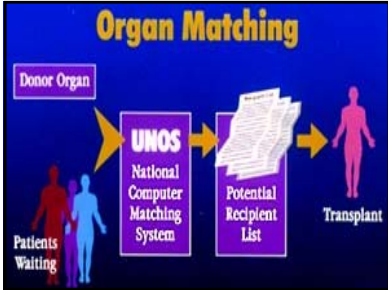 Organ Matching
Donor Organ
Patients
Waiting
UNOS
National
Computer
Matching
System
Potential
Recipient
List
Transplant